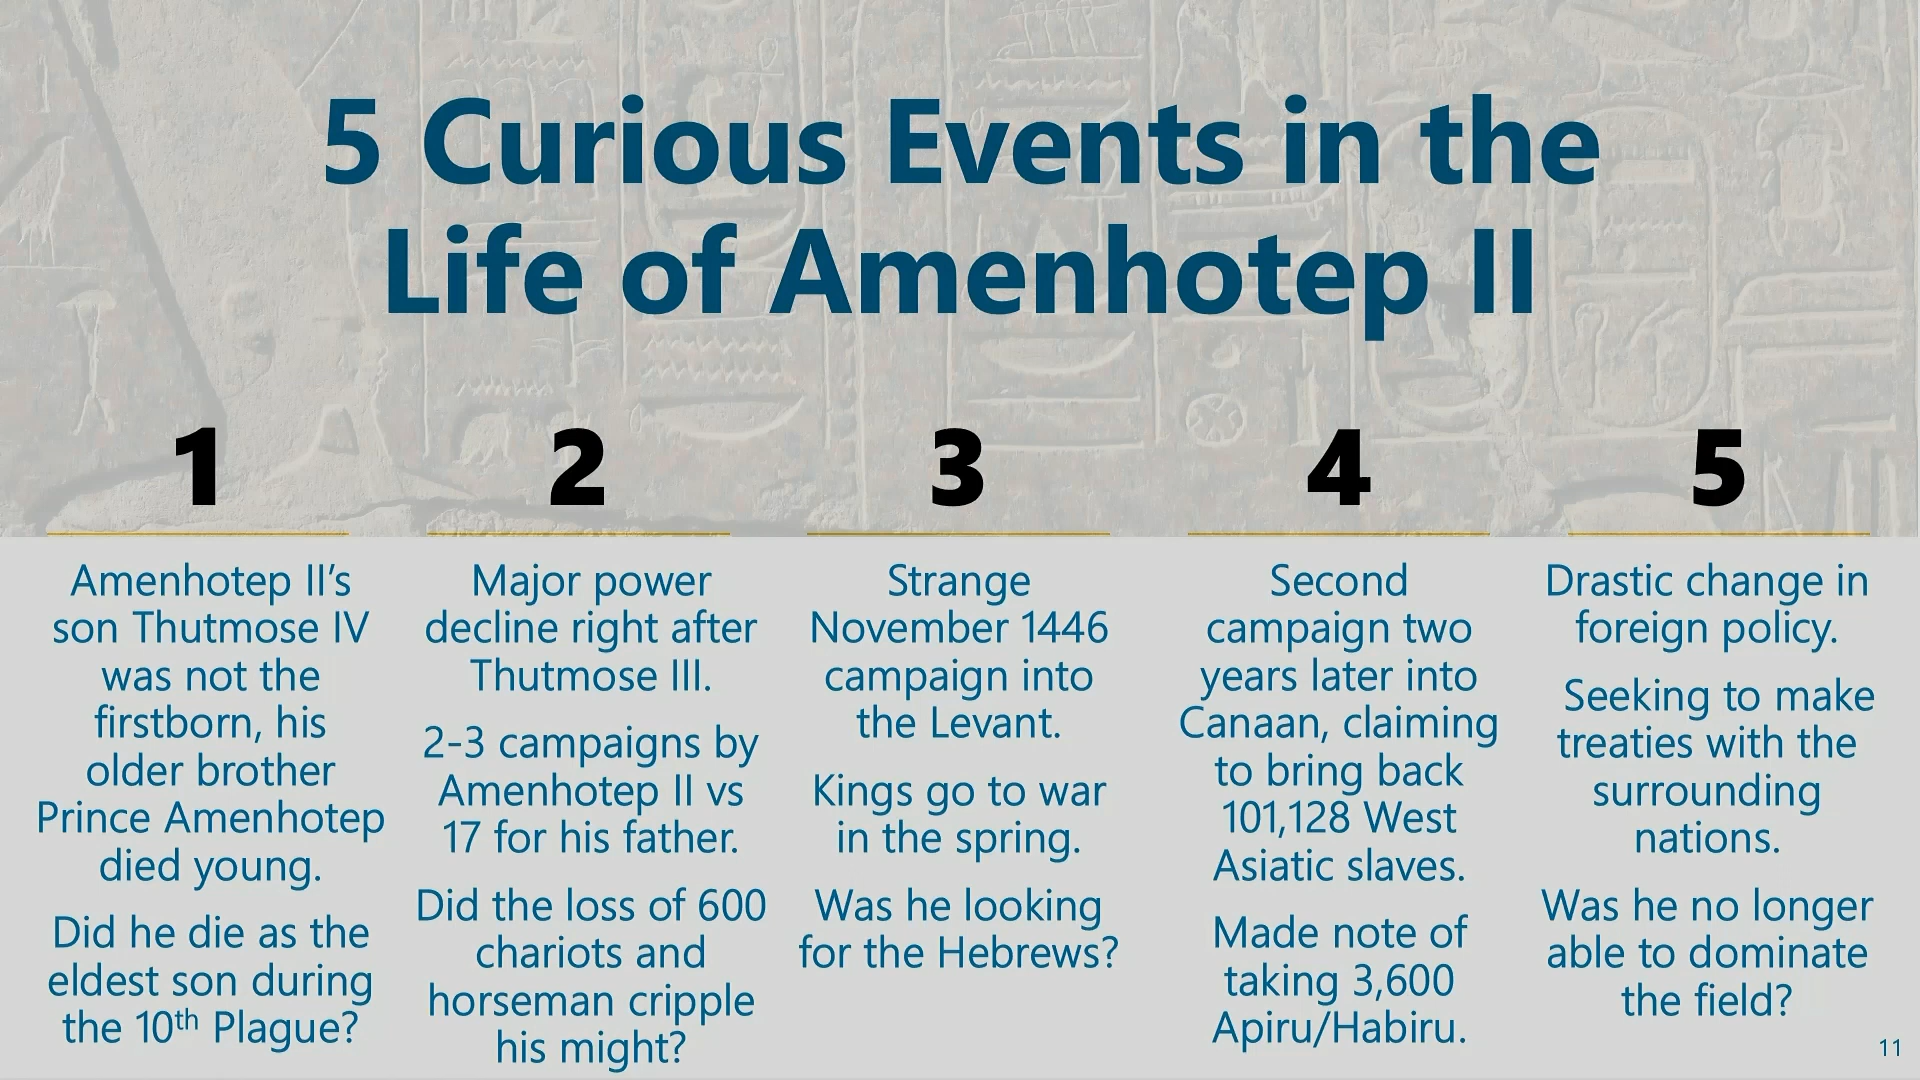 5 Curious Events in the
Life of Amenhotep II
1
Amenhotep II’s
son Thutmose IV
was not the
firstborn, his
older brother
Prince Amenhotep
died young.
Did he die as the
eldest son during
the 10th Plague?
2
Major power
decline right after
Thutmose III.
2-3 campaigns by
Amenhotep II vs
17 for his father.
Did the loss of 600
chariots and
horseman cripple
his might?
3
Strange
November 1446
campaign into
the Levant.
Kings go to war
in the spring.
Was he looking
for the Hebrews?
4
Second
campaign two
years later into
Canaan, claiming
to bring back
101,128 West
Asiatic slaves.
Made note of
taking 3,600
Apiru/Habiru.
5
Drastic change in
foreign policy.
Seeking to make
treaties with the
surrounding
nations.
Was he no longer
able to dominate
the field?
11